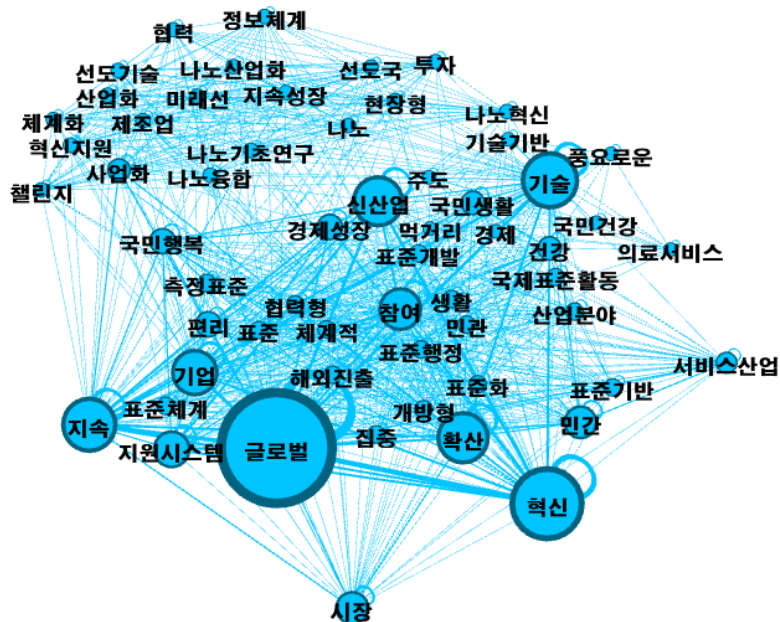 정보체계
협력
선도기술
나노산업화
선도국
투자
산업화
미래선
지속성장
현장형
체계화
제조업
나노
나노혁신
혁신지원
나노기초연구
기술기반
풍요로운
챌린지
사업화
나노융합
신산업
주도
기술
국민행복
경제성장
국민생활
먹거리
경제
국민건강
표준개발
건강
의료서비스
측정표준
국제표준활동
협력형
참여
생활
산업분야
편리
표준
체계적
민관
표준행정
기업
해외진출
서비스산업
표준화
표준기반
지속
표준체계
개방형
민간
지원시스템
글로벌
집중
확산
혁신
시장